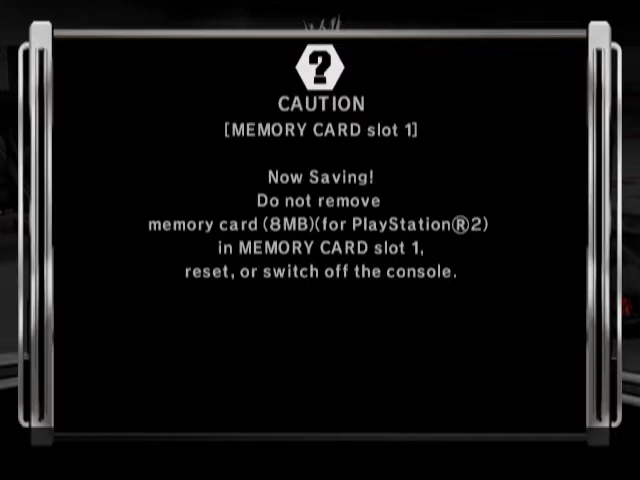 ?
CAUTION
[MEMORY CARD slot 1]
Now Saving!
Do not remove
memory card (8MB)(for PlayStation®2)
in MEMORY CARD slot 1,
reset, or switch off the console.